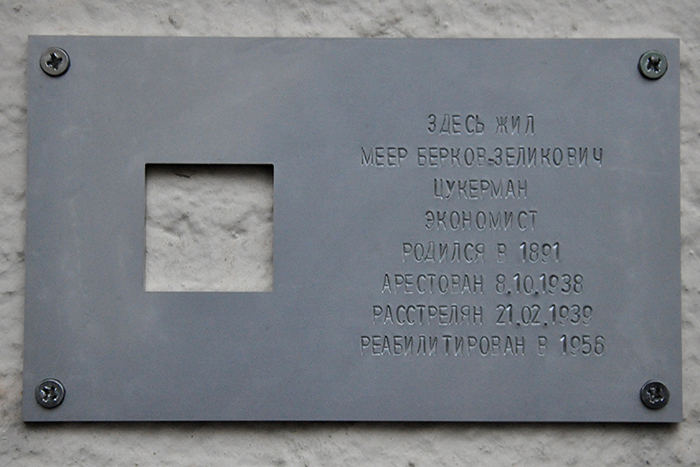 ЗДЕСЬ ЖИЛ
МЕЕР БЕРКОВ-ЗЕЛИКОВИЧ
ЦУКЕРМАН
ЭКОНОМИСТ
РОДИЛСЯ В 1891
АРЕСТОВАН 8.10.1938
РАССТРЕЛЯН 21.02.1939
РЕАБИЛИТИРОВАН В 1956